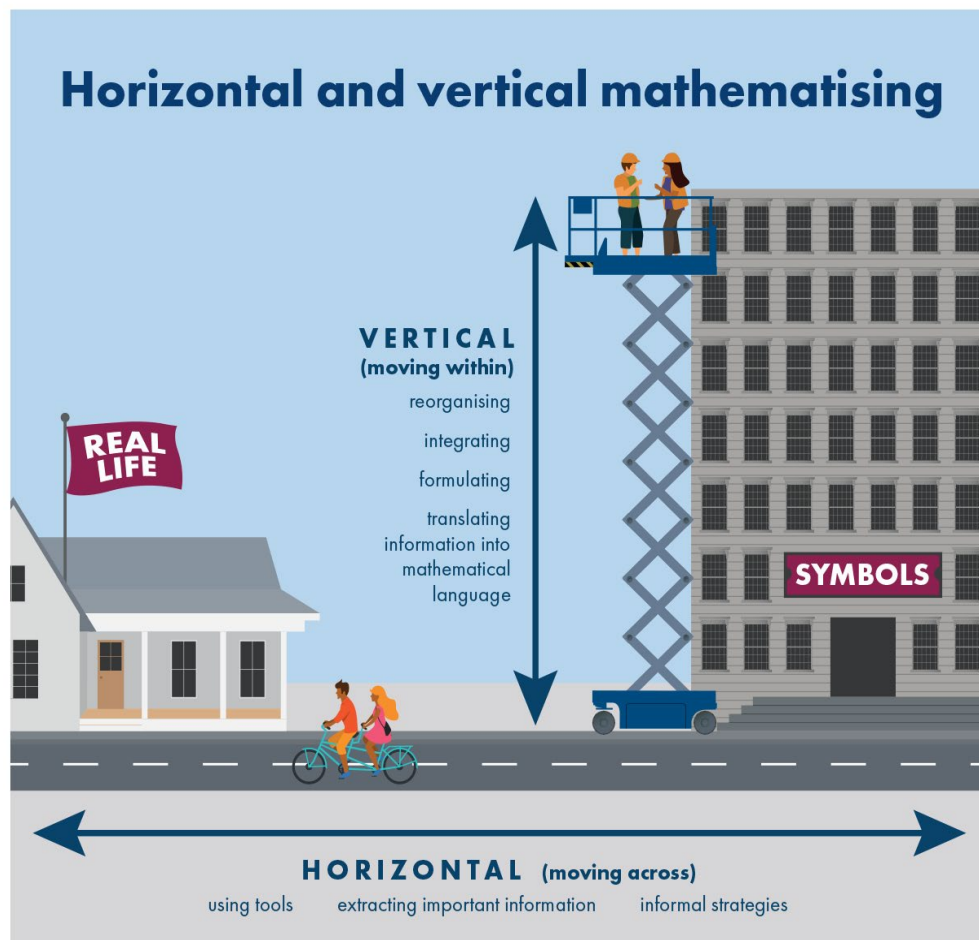 Horizontal and vertical mathematising
VERTICAL
(moving within)
reorganising
integrating
formulating
translating
information into
mathematical
language
REAL
LIFE
SYMBOLS
HORIZONTAL (moving across)
using tools extracting important information informal strategies